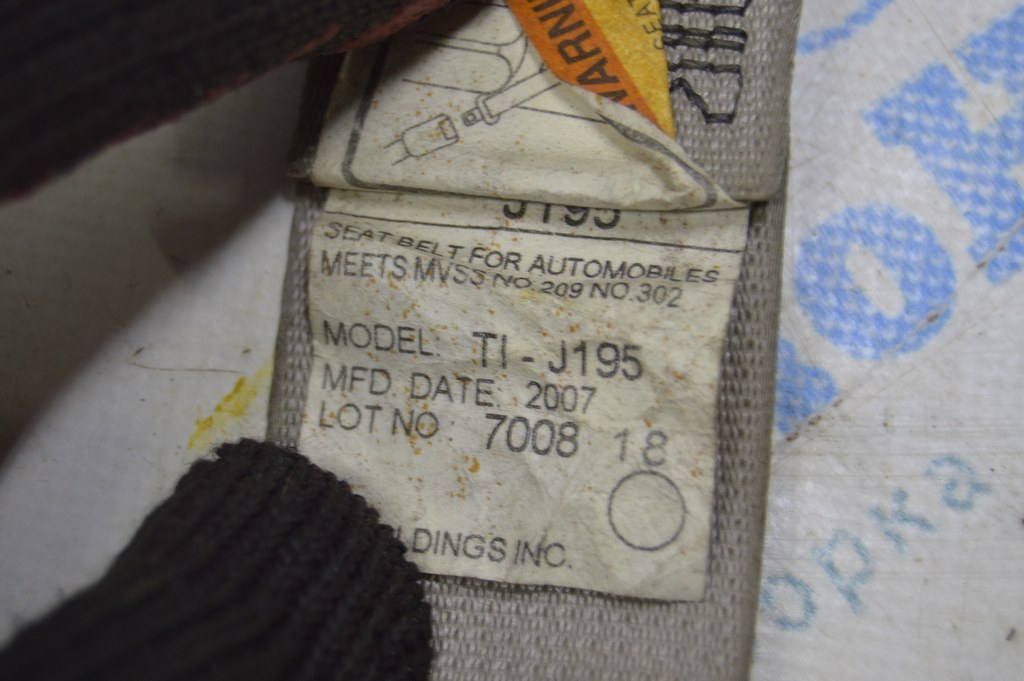 J195
SEAT BELT FOR AUTOMOBILES
MEETS MVSS NO. 209 NO. 302
MODEL: TI - J195
MFD. DATE: 2007
LOT NO 7008 18
LDINGS INC.